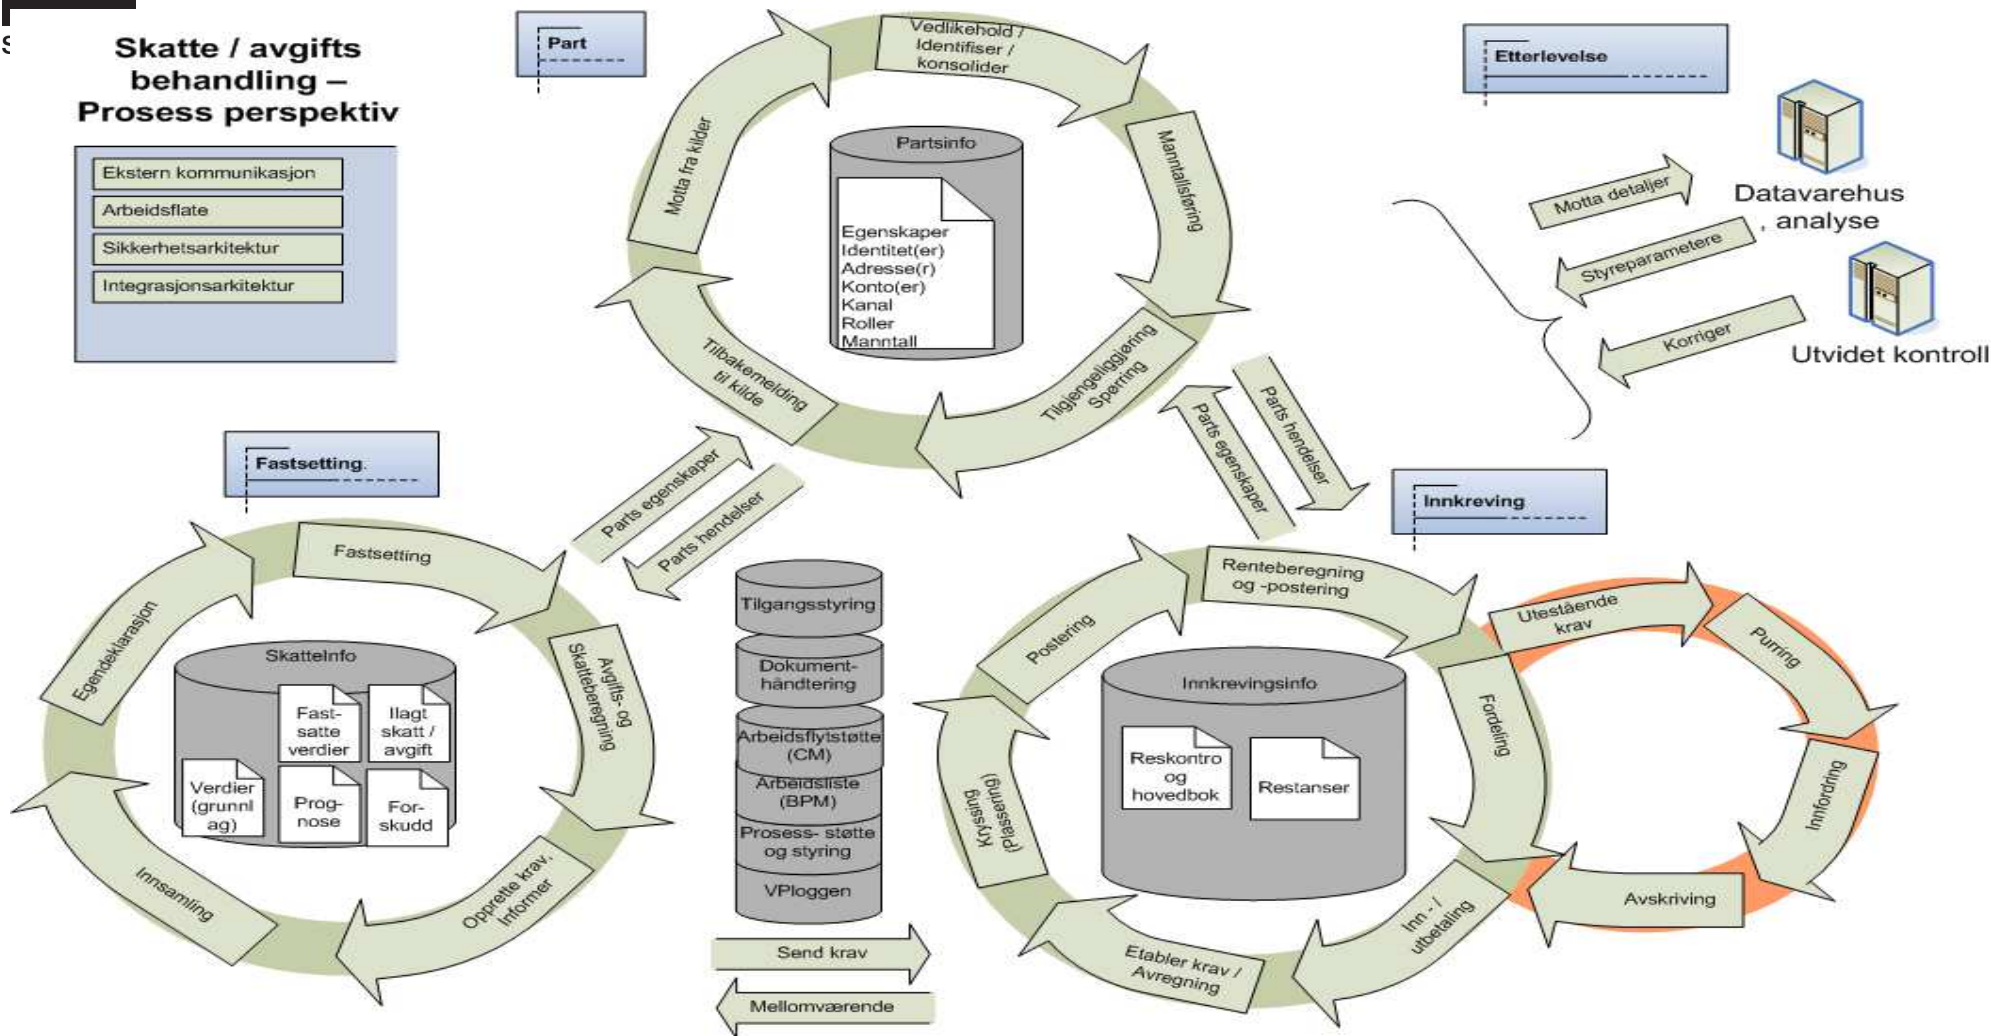 Skatte / avgifts
behandling –
Prosess perspektiv
Ekstern kommunikasjon
Arbeidsflate
Sikkerhetsarkitektur
Integrasjonsarkitektur
Part
Vedlikehold /
Identifiser /
konsolider
Manntallsføring
Tilgjengeliggjøring
Spørring
Tilbakemelding
til kilde
Motta fra kilder
Partsinfo
Egenskaper
Identitet(er)
Adresse(r)
Konto(er)
Kanal
Roller
Manntall
Etterlevelse
Motta detaljer
Datavarehus
, analyse
Styreparametere
Korriger
Utvidet kontroll
Parts egenskaper
Parts hendelser
Parts egenskaper
Parts hendelser
Fastsetting.
Fastsetting
Avgifts- og
Skatteberegning
Opprette krav,
Informer
Innsamling
Egendeklarasjon
SkatteInfo
Fast-
satte
verdier
Ilagt
skatt /
avgift
Verdier
(grunnl
ag)
Prog-
nose
For-
skudd
Tilgangsstyring
Dokument-
håndtering
Arbeidsflytstøtte
(CM)
Arbeidsliste
(BPM)
Prosess- støtte
og styring
VPloggen
Send krav
Mellomværende
Innkreving
Renteberegning
og -postering
Fordeling
Inn - /
utbetaling
Etabler krav /
Avregning
Kryssing
(Plassering)
Postering
Innkrevingsinfo
Reskontro
og
hovedbok
Restanser
Utestående
krav
Purring
Innfordring
Avskriving